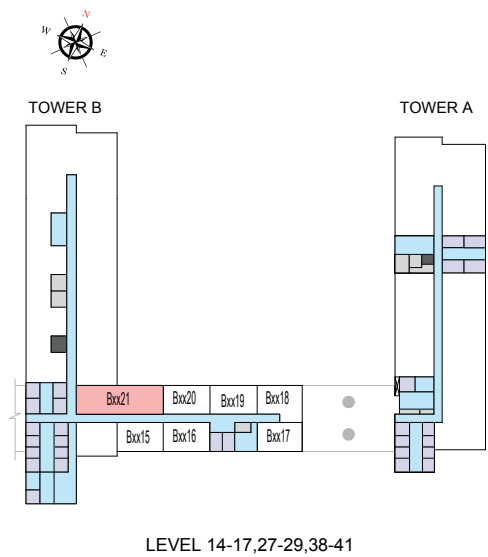 N
W
E
S
TOWER B
TOWER A
Bxx21
Bxx20
Bxx19
Bxx18
Bxx15
Bxx16
Bxx17
LEVEL 14-17,27-29,38-41